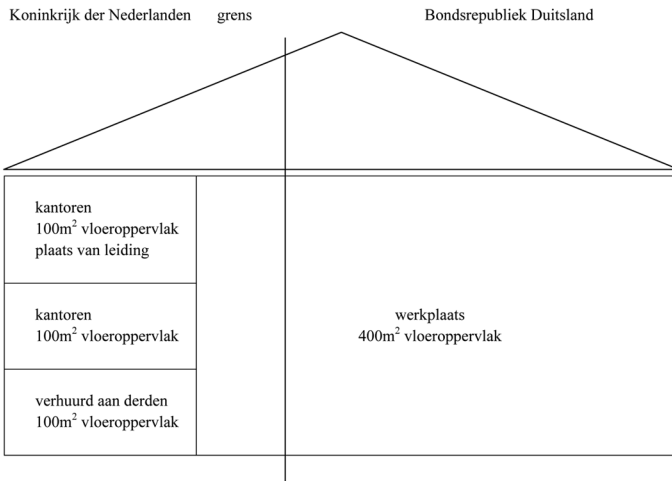 Koninkrijk der Nederlanden grens Bondsrepubliek Duitsland
kantoren
100m² vloeroppervlak
plaats van leiding
kantoren
100m² vloeroppervlak
verhuurd aan derden
100m² vloeroppervlak
werkplaats
400m² vloeroppervlak